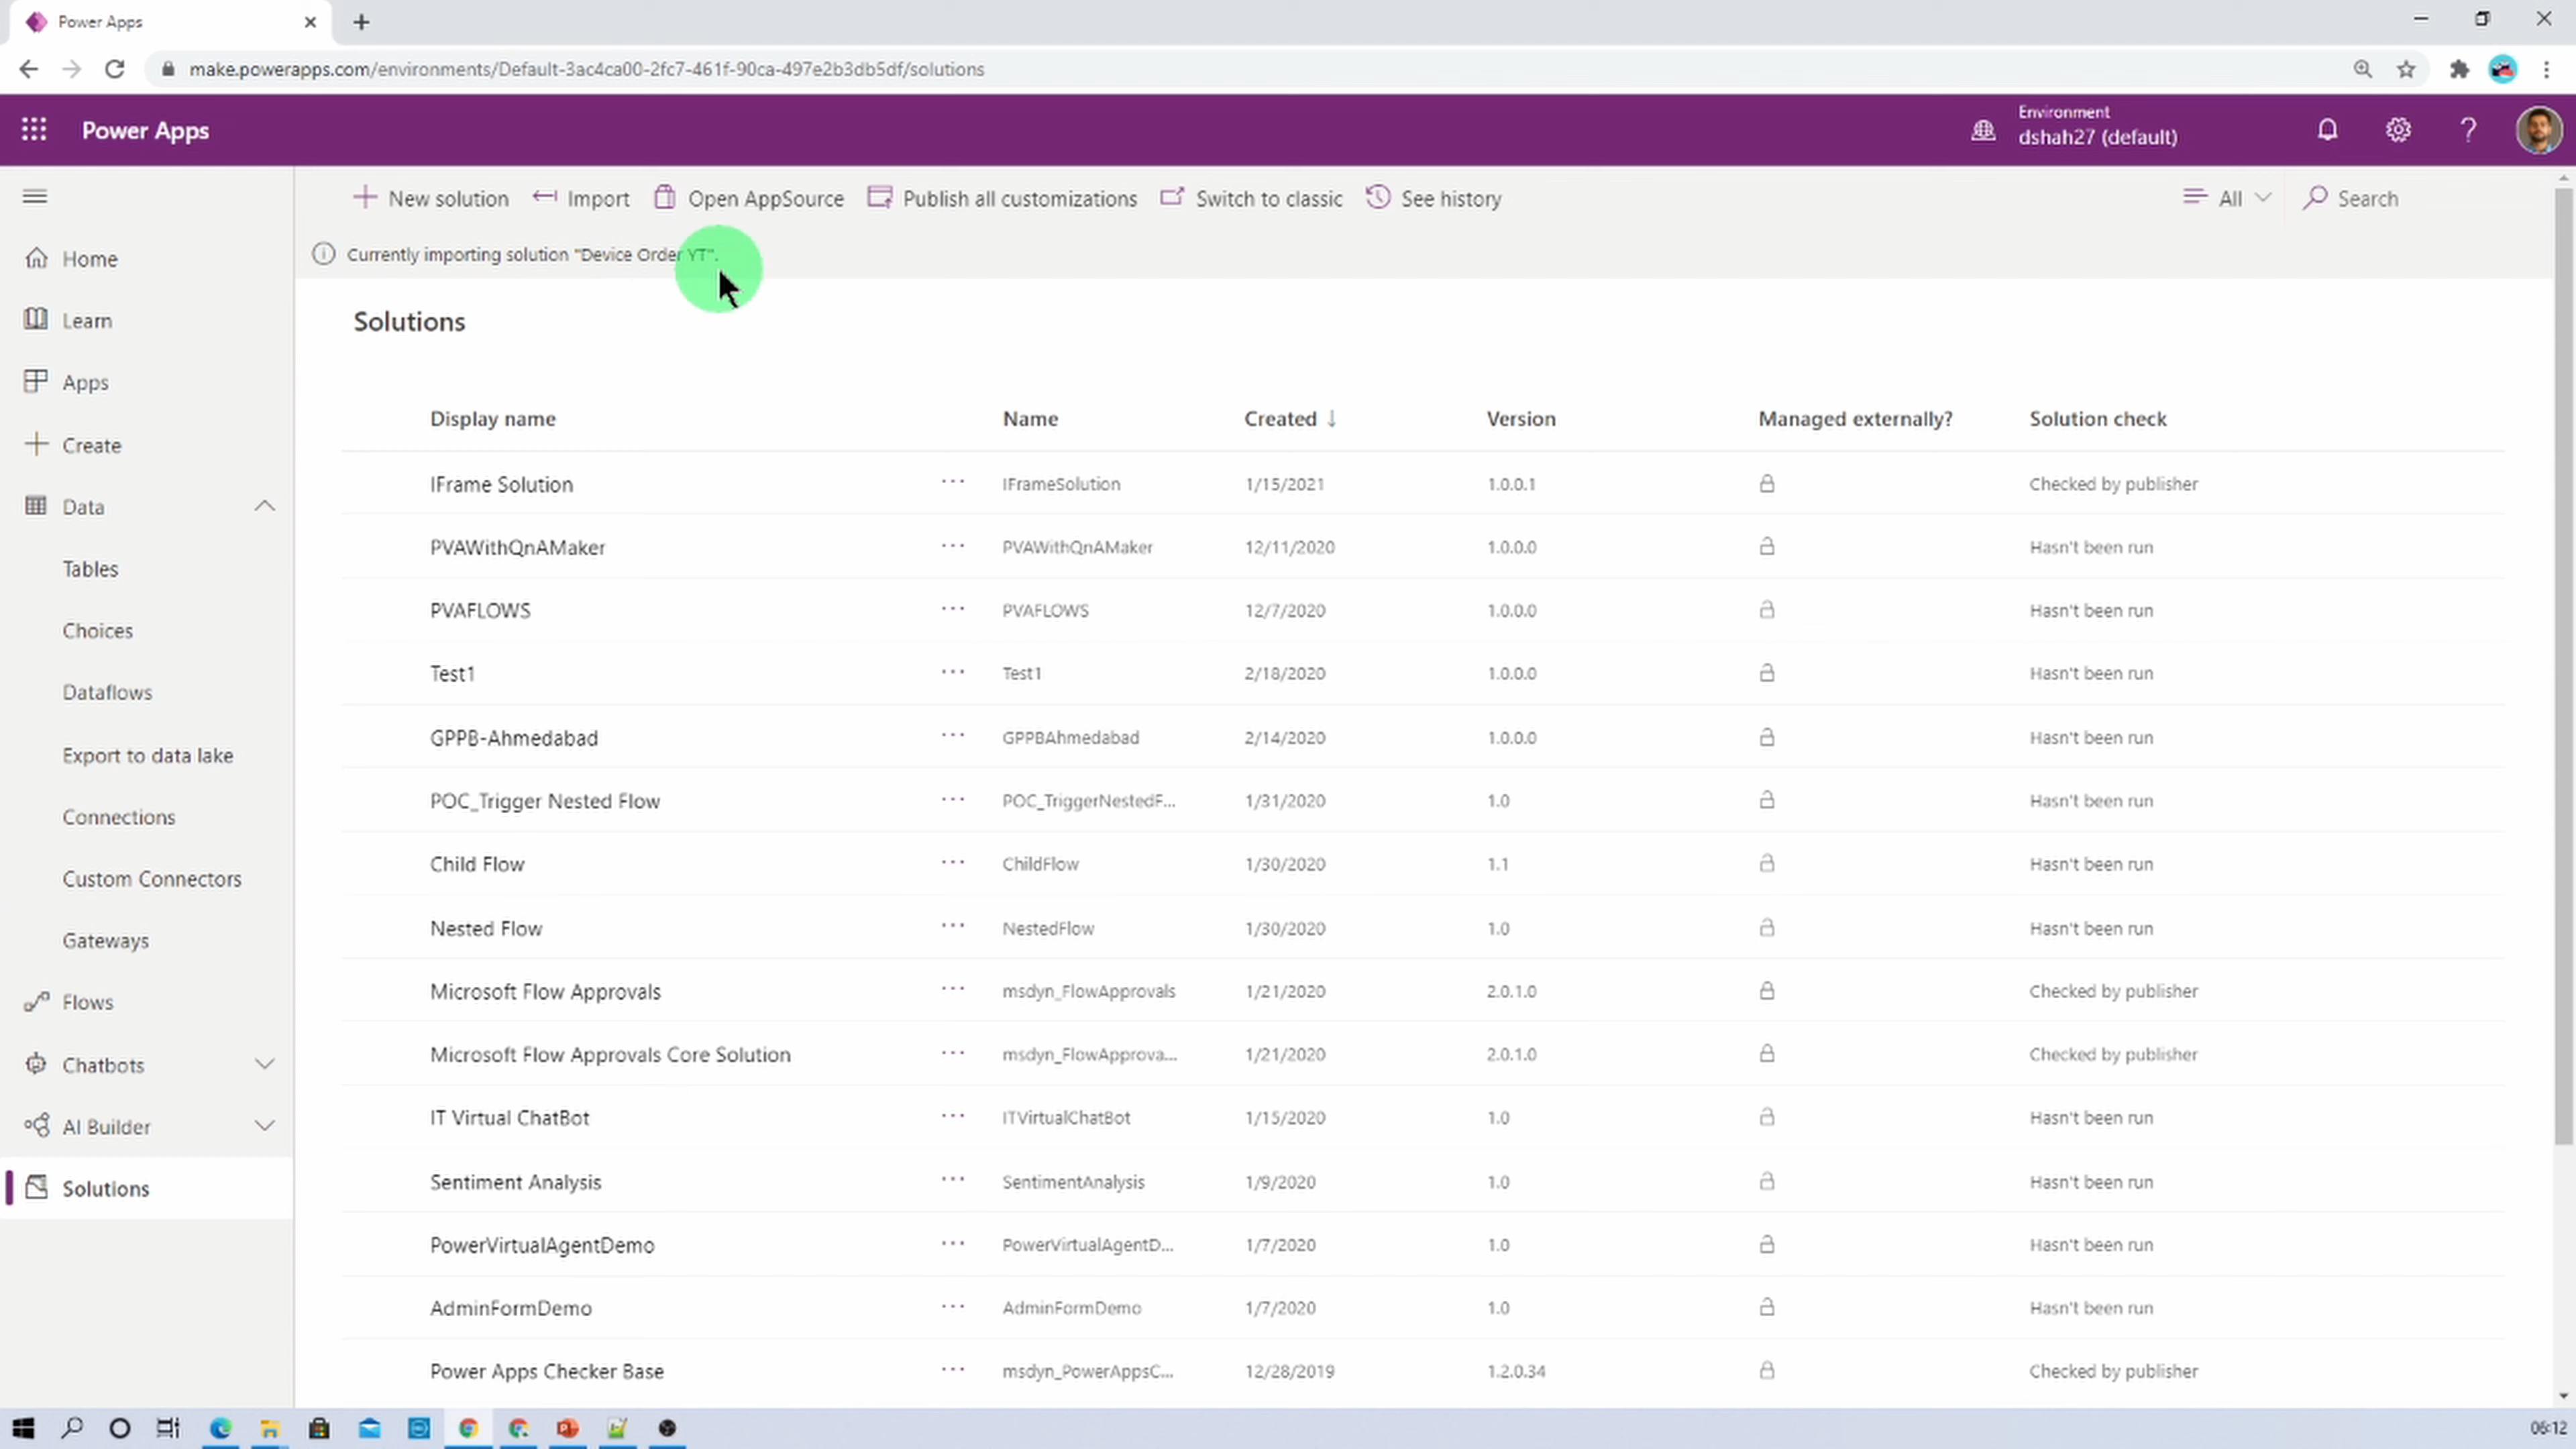 Power Apps
make.powerapps.com/environments/Default-3ac4ca00-2fc7-461f-90ca-497e2b3db5df/solutions
Power Apps
Environment
dshah27 (default)
New solution Import Open AppSource Publish all customizations Switch to classic See history All Search
Currently importing solution "Device Order YT".
Home
Learn
Apps
Create
Data
Tables
Choices
Dataflows
Export to data lake
Connections
Custom Connectors
Gateways
Flows
Chatbots
AI Builder
Solutions
Solutions
Display name Name Created Version Managed externally? Solution check
IFrame Solution IFrameSolution 1/15/2021 1.0.0.1 Checked by publisher
PVAWithQnAMaker PVAWithQnAMaker 12/11/2020 1.0.0.0 Hasn't been run
PVAFLOWS PVAFLOWS 12/7/2020 1.0.0.0 Hasn't been run
Test1 Test1 2/18/2020 1.0.0.0 Hasn't been run
GPPB-Ahmedabad GPPBAhmedabad 2/14/2020 1.0.0.0 Hasn't been run
POC_Trigger Nested Flow POC_TriggerNestedF... 1/31/2020 1.0 Hasn't been run
Child Flow ChildFlow 1/30/2020 1.1 Hasn't been run
Nested Flow NestedFlow 1/30/2020 1.0 Hasn't been run
Microsoft Flow Approvals msdyn_FlowApprovals 1/21/2020 2.0.1.0 Checked by publisher
Microsoft Flow Approvals Core Solution msdyn_FlowApprova... 1/21/2020 2.0.1.0 Checked by publisher
IT Virtual ChatBot ITVirtualChatBot 1/15/2020 1.0 Hasn't been run
Sentiment Analysis SentimentAnalysis 1/9/2020 1.0 Hasn't been run
PowerVirtualAgentDemo PowerVirtualAgentD... 1/7/2020 1.0 Hasn't been run
AdminFormDemo AdminFormDemo 1/7/2020 1.0 Hasn't been run
Power Apps Checker Base msdyn_PowerAppsC... 12/28/2019 1.2.0.34 Checked by publisher
06:12